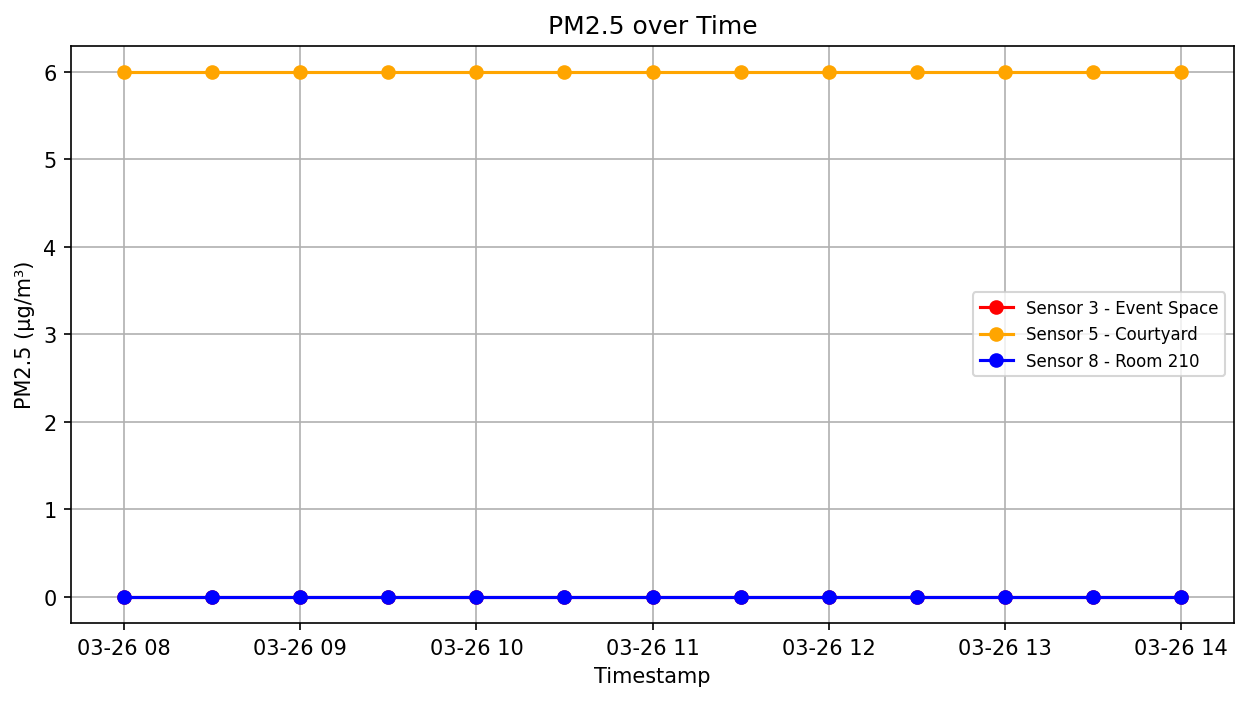 PM2.5 over Time
PM2.5 (µg/m³)
6
5
4
3
2
1
0
Sensor 3 - Event Space
Sensor 5 - Courtyard
Sensor 8 - Room 210
03-26 08
03-26 09
03-26 10
03-26 11
03-26 12
03-26 13
03-26 14
Timestamp